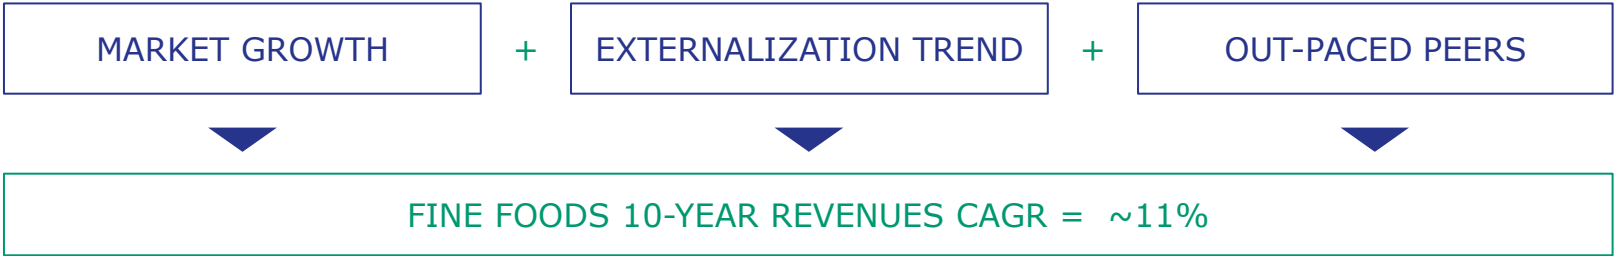 MARKET GROWTH + EXTERNALIZATION TREND + OUT-PACED PEERS
FINE FOODS 10-YEAR REVENUES CAGR = ~11%